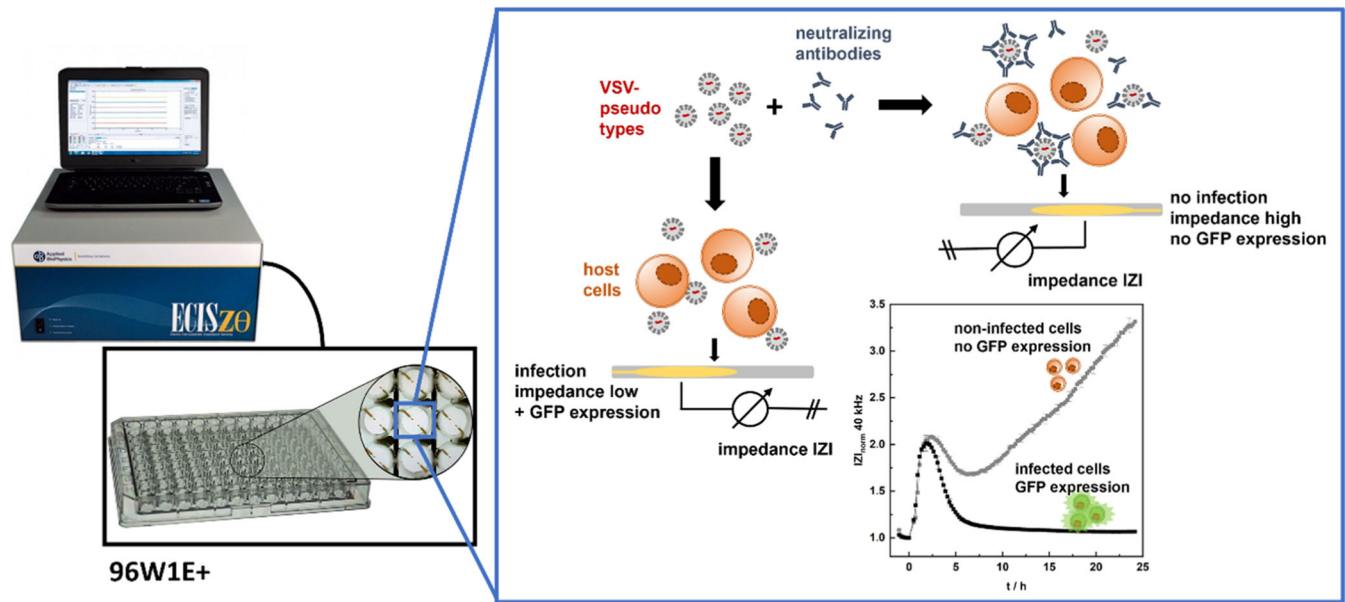 Applied
BioPhysics
ECISZθ
96W1E+
neutralizing
antibodies
VSV-
pseudo
types
+
host
cells
no infection
impedance high
no GFP expression
impedance IZI
infection
impedance low
+ GFP expression
impedance IZI
non-infected cells
no GFP expression
infected cells
GFP expression
IZI norm 40 kHz
3.5
3.0
2.5
2.0
1.5
1.0
0 5 10 15 20 25
t / h